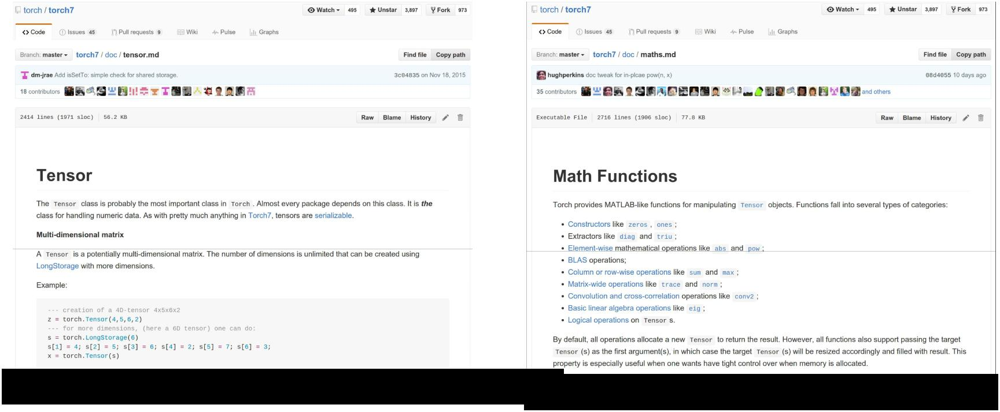 torch / torch7
Watch 495 Unstar 3,897 Fork 973
Code Issues 45 Pull requests 9 Wiki Pulse Graphs
Branch: master torch7 / doc / tensor.md Find file Copy path
dm-jrae Add isSetTo: simple check for shared storage. 3c04835 on Nov 18, 2015
18 contributors
2414 lines (1971 sloc) 56.2 KB Raw Blame History
Tensor
The Tensor class is probably the most important class in Torch. Almost every package depends on this class. It is the
class for handling numeric data. As with pretty much anything in Torch7, tensors are serializable.
Multi-dimensional matrix
A Tensor is a potentially multi-dimensional matrix. The number of dimensions is unlimited that can be created using
LongStorage with more dimensions.
Example:
--- creation of a 4D-tensor 4x5x6x2
z = torch.Tensor(4,5,6,2)
--- for more dimensions, (here a 6D tensor) one can do:
s = torch.LongStorage(6)
s[1] = 4; s[2] = 5; s[3] = 6; s[4] = 2; s[5] = 7; s[6] = 3;
x = torch.Tensor(s)
torch / torch7
Watch 495 Unstar 3,897 Fork 973
Code Issues 45 Pull requests 9 Wiki Pulse Graphs
Branch: master torch7 / doc / maths.md Find file Copy path
hughperkins doc tweak for in-plcae pow(n, x) 08d4055 10 days ago
35 contributors and others
Executable File 2716 lines (1906 sloc) 77.8 KB Raw Blame History
Math Functions
Torch provides MATLAB-like functions for manipulating Tensor objects. Functions fall into several types of categories:
• Constructors like zeros, ones;
• Extractors like diag and triu;
• Element-wise mathematical operations like abs and pow;
• BLAS operations;
• Column or row-wise operations like sum and max;
• Matrix-wide operations like trace and norm;
• Convolution and cross-correlation operations like conv2;
• Basic linear algebra operations like eig;
• Logical operations on Tensors.
By default, all operations allocate a new Tensor to return the result. However, all functions also support passing the target
Tensor(s) as the first argument(s), in which case the target Tensor(s) will be resized accordingly and filled with result. This
property is especially useful when one wants have tight control over when memory is allocated.